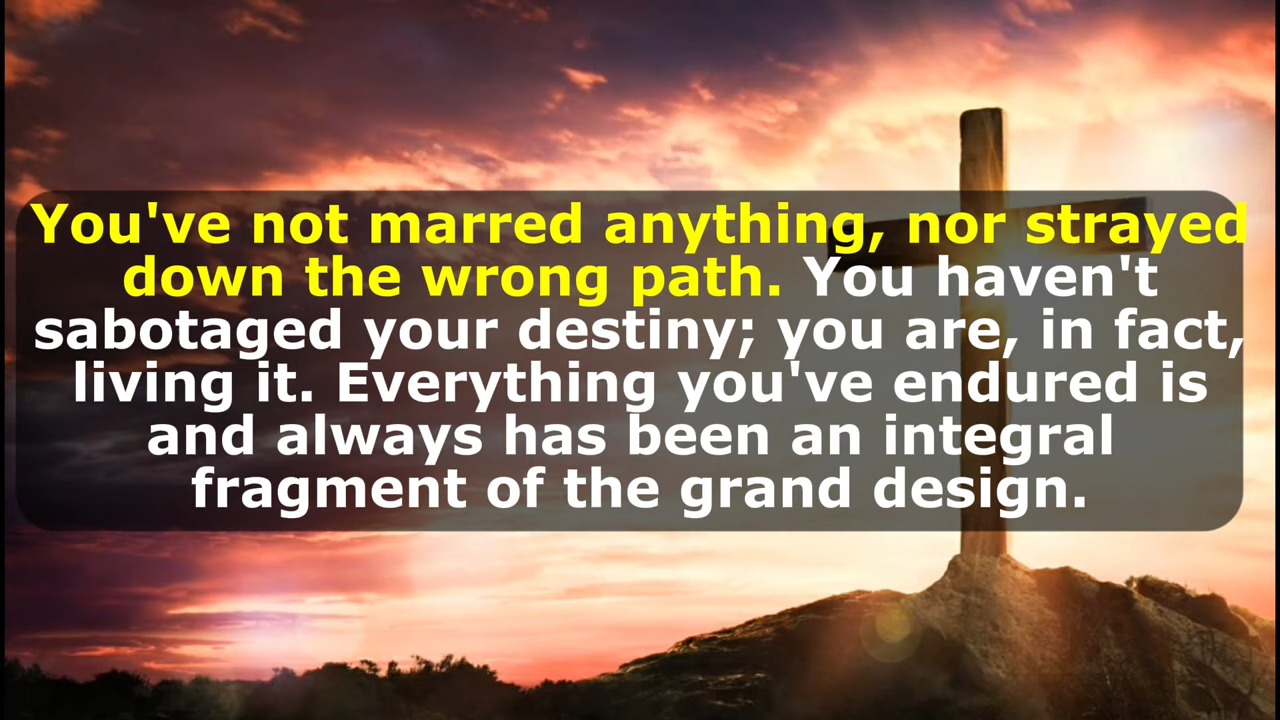 You've not marred anything, nor strayed
down the wrong path. You haven't
sabotaged your destiny; you are, in fact,
living it. Everything you've endured is
and always has been an integral
fragment of the grand design.